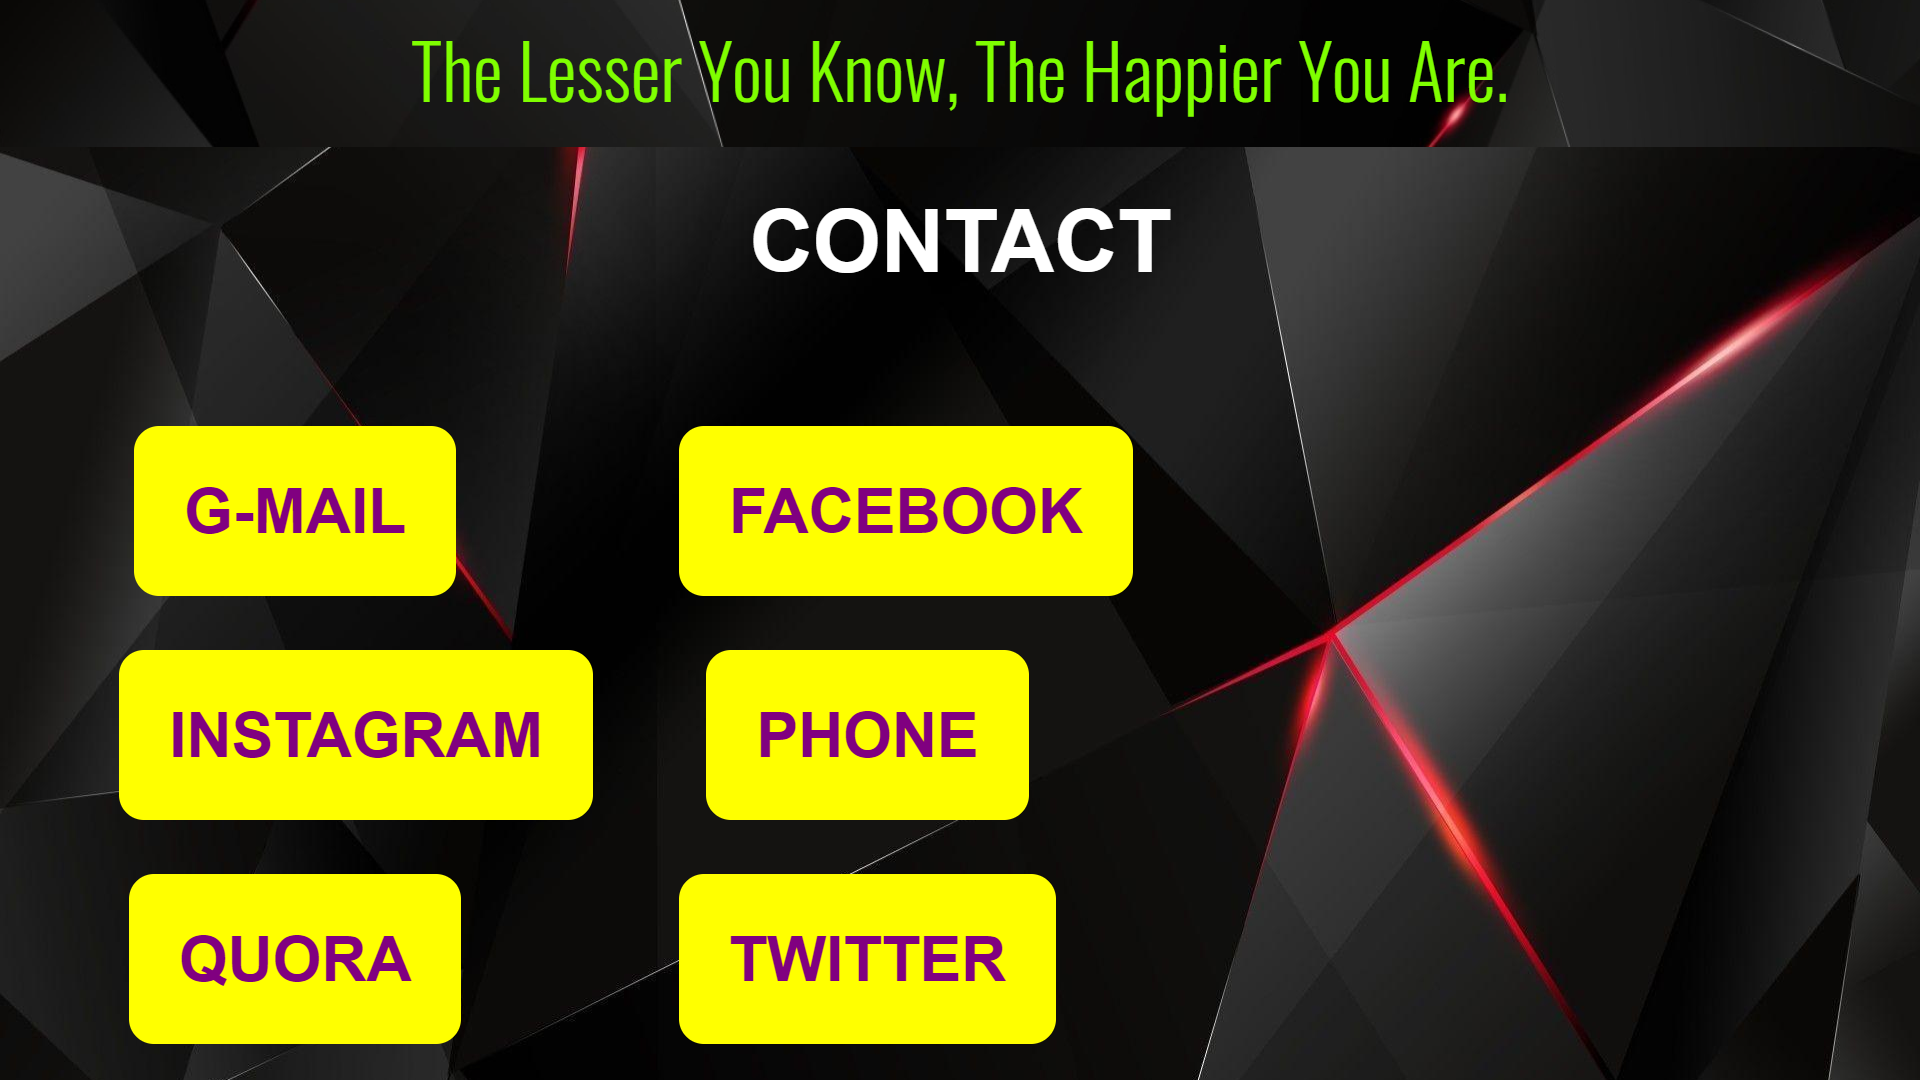 The Lesser You Know, The Happier You Are.
CONTACT
G-MAIL
FACEBOOK
INSTAGRAM
PHONE
QUORA
TWITTER